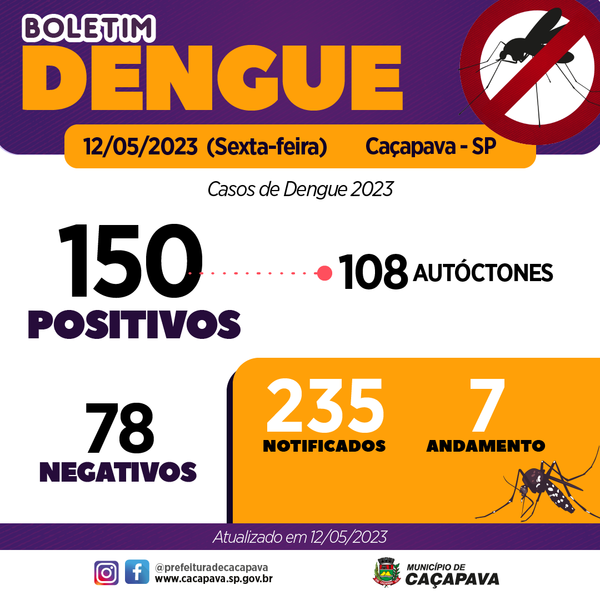 BOLETIM
DENGUE
12/05/2023 (Sexta-feira) Caçapava - SP
Casos de Dengue 2023
150
POSITIVOS
108 AUTÓCTONES
78
NEGATIVOS
235
NOTIFICADOS
7
ANDAMENTO
Atualizado em 12/05/2023
@prefeituradecacapava
www.cacapava.sp.gov.br
MUNICÍPIO DE
CAÇAPAVA